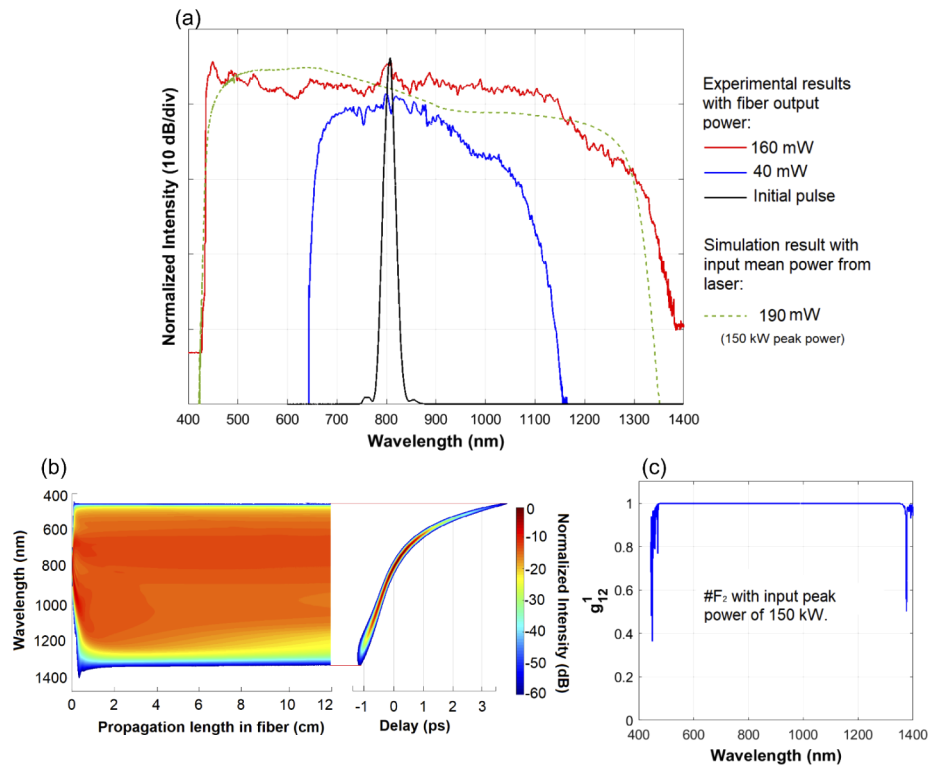 (a)
Normalized Intensity (10 dB/div)
400 500 600 700 800 900 1000 1100 1200 1300 1400
Wavelength (nm)
Experimental results
with fiber output
power:
160 mW
40 mW
Initial pulse
Simulation result with
input mean power from
laser:
190 mW
(150 kW peak power)
(b)
Wavelength (nm)
400
600
800
1000
1200
1400
0 2 4 6 8 10 12
Propagation length in fiber (cm)
-1 0 1 2 3
Delay (ps)
0
-10
-20
-30
-40
-50
-60
Normalized Intensity (dB)
(c)
g¹₁₂
1
0.8
0.6
0.4
0.2
0
#F₂ with input peak
power of 150 kW.
400 600 800 1000 1200 1400
Wavelength (nm)